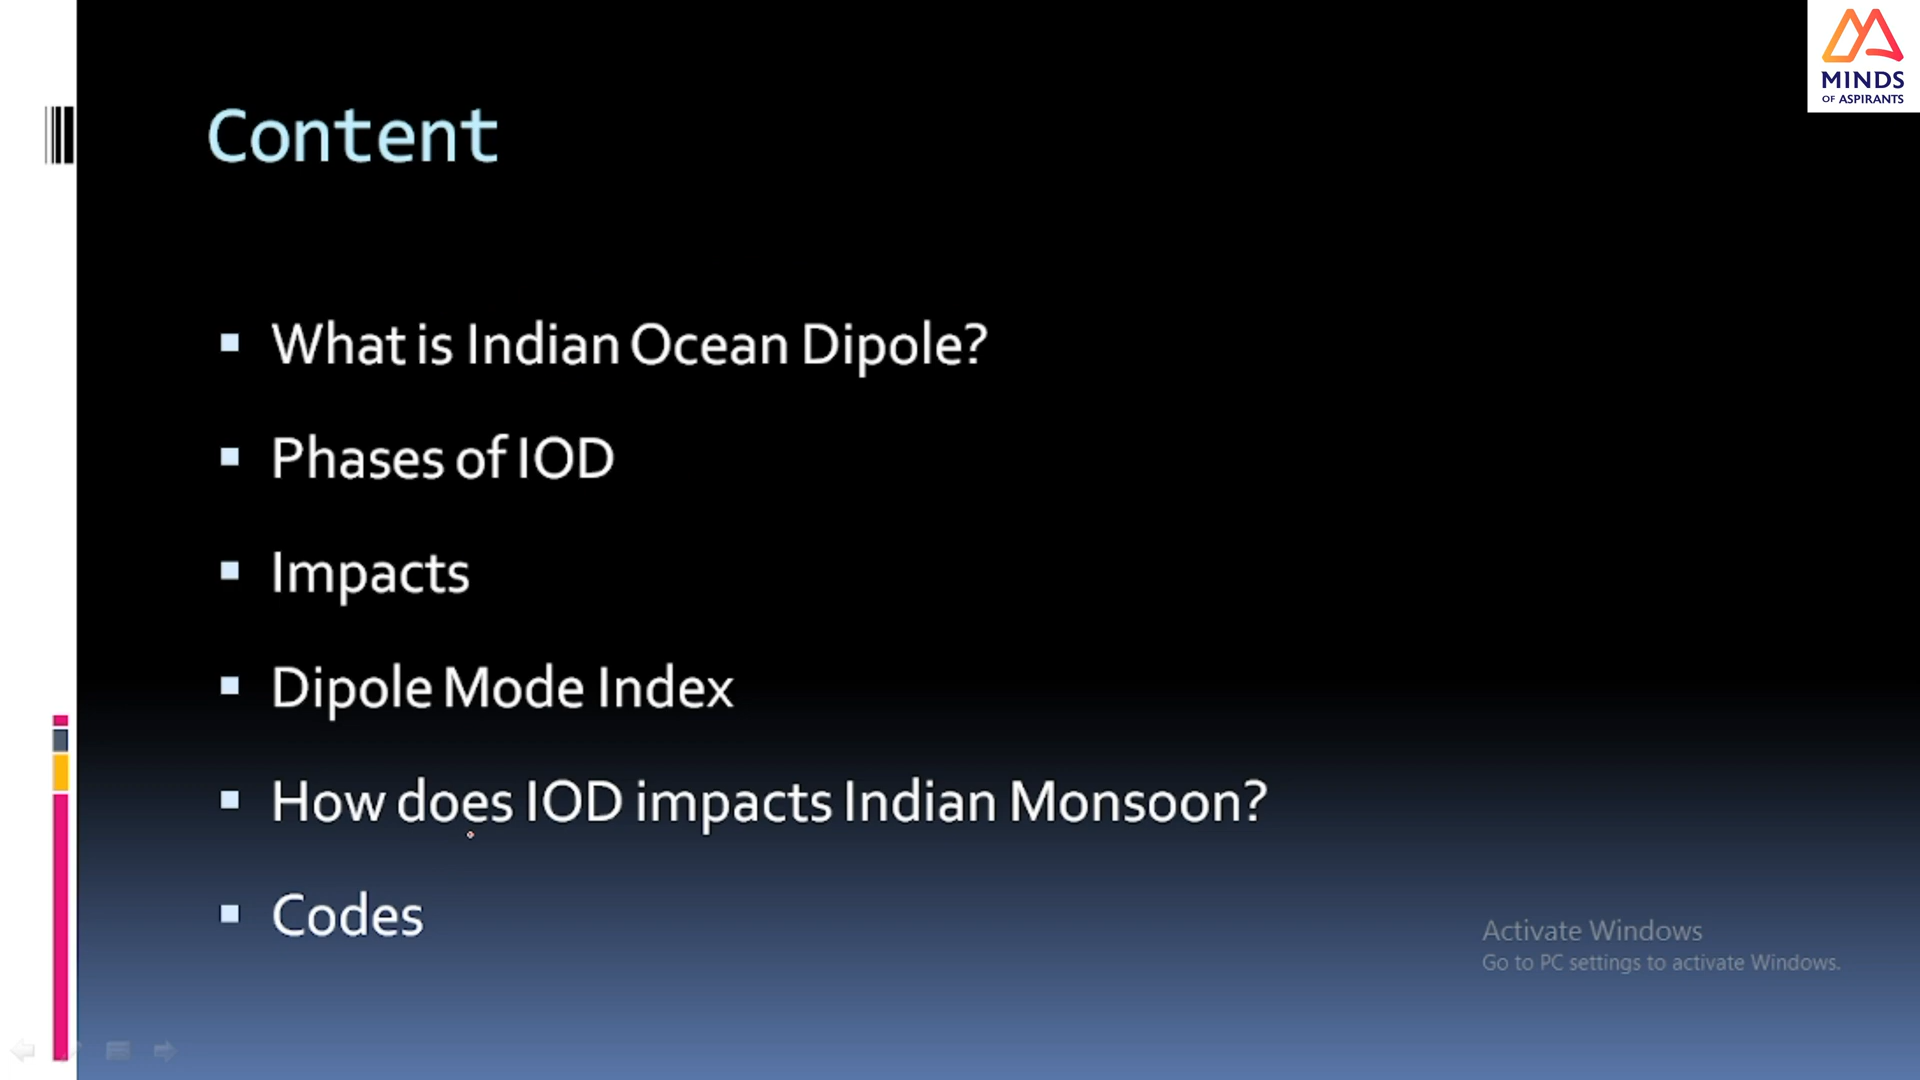 MINDS
OF ASPIRANTS
Content
What is Indian Ocean Dipole?
Phases of IOD
Impacts
Dipole Mode Index
How does IOD impacts Indian Monsoon?
Codes
Activate Windows
Go to PC settings to activate Windows.